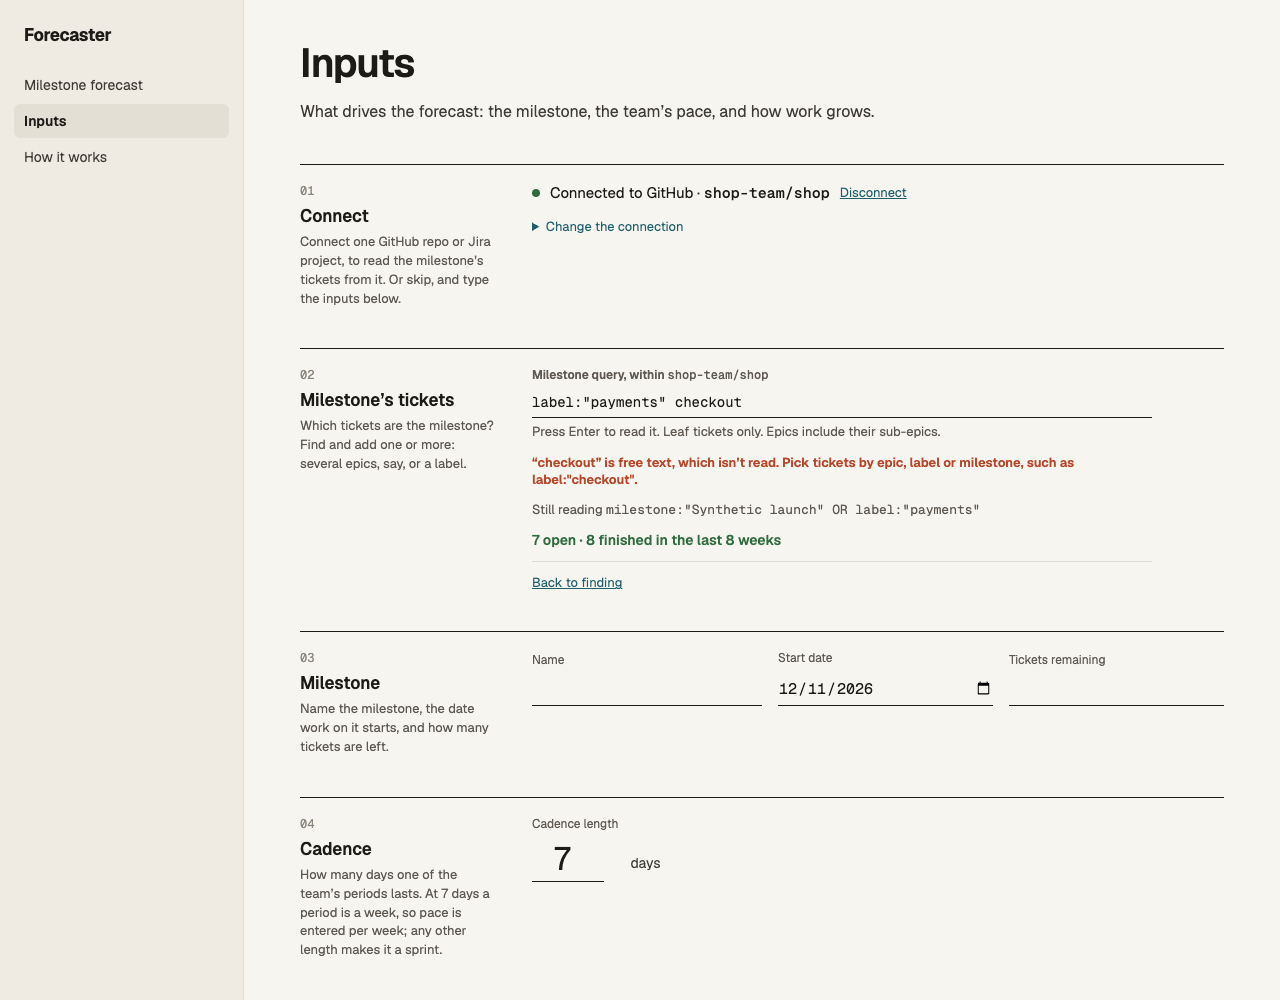 Forecaster
Milestone forecast
Inputs
How it works
Inputs
What drives the forecast: the milestone, the team’s pace, and how work grows.
01
Connect
Connect one GitHub repo or Jira
project, to read the milestone’s
tickets from it. Or skip, and type
the inputs below.
Connected to GitHub · shop-team/shop Disconnect
▶ Change the connection
02
Milestone’s tickets
Which tickets are the milestone?
Find and add one or more:
several epics, say, or a label.
Milestone query, within shop-team/shop
label:"payments" checkout
Press Enter to read it. Leaf tickets only. Epics include their sub-epics.
“checkout” is free text, which isn’t read. Pick tickets by epic, label or milestone, such as
label:"checkout".
Still reading milestone:"Synthetic launch" OR label:"payments"
7 open · 8 finished in the last 8 weeks
Back to finding
03
Milestone
Name the milestone, the date
work on it starts, and how many
tickets are left.
Name
Start date
12/11/2026
Tickets remaining
04
Cadence
How many days one of the
team’s periods lasts. At 7 days a
period is a week, so pace is
entered per week; any other
length makes it a sprint.
Cadence length
7 days